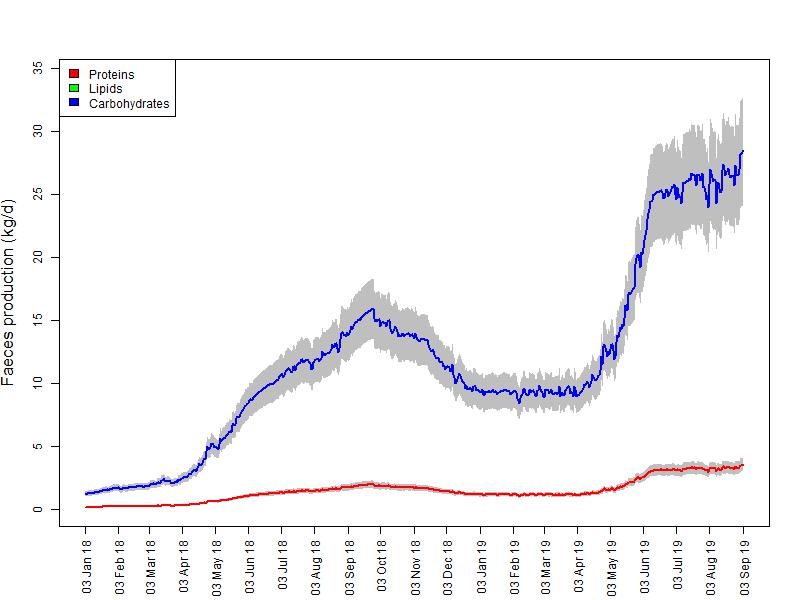 35
30
25
20
15
10
5
0
Faeces production (kg/d)
Proteins
Lipids
Carbohydrates
03 Jan 18
03 Feb 18
03 Mar 18
03 Apr 18
03 May 18
03 Jun 18
03 Jul 18
03 Aug 18
03 Sep 18
03 Oct 18
03 Nov 18
03 Dec 18
03 Jan 19
03 Feb 19
03 Mar 19
03 Apr 19
03 May 19
03 Jun 19
03 Jul 19
03 Aug 19
03 Sep 19